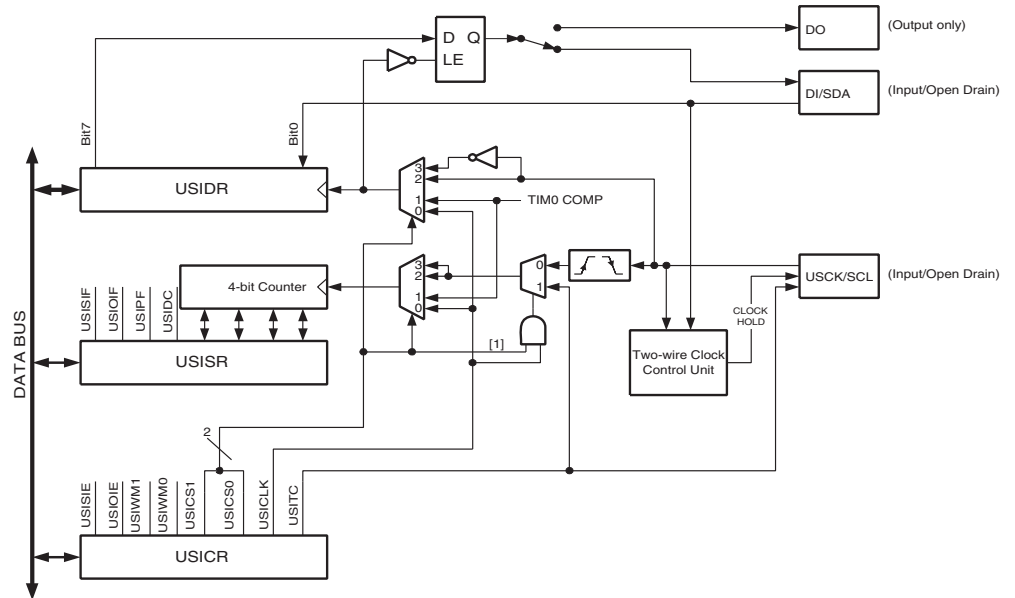 D Q
LE
DO
(Output only)
DI/SDA
(Input/Open Drain)
Bit7
Bit0
USIDR
3
2
1
0
TIM0 COMP
DATA BUS
USISIF
USIOIF
USIPF
USIDC
4-bit Counter
3
2
1
0
0
1
USCK/SCL
(Input/Open Drain)
CLOCK
HOLD
[1]
Two-wire Clock
Control Unit
USISR
2
USISIE
USIOIE
USIWM1
USIWM0
USICS1
USICS0
USICLK
USITC
USICR